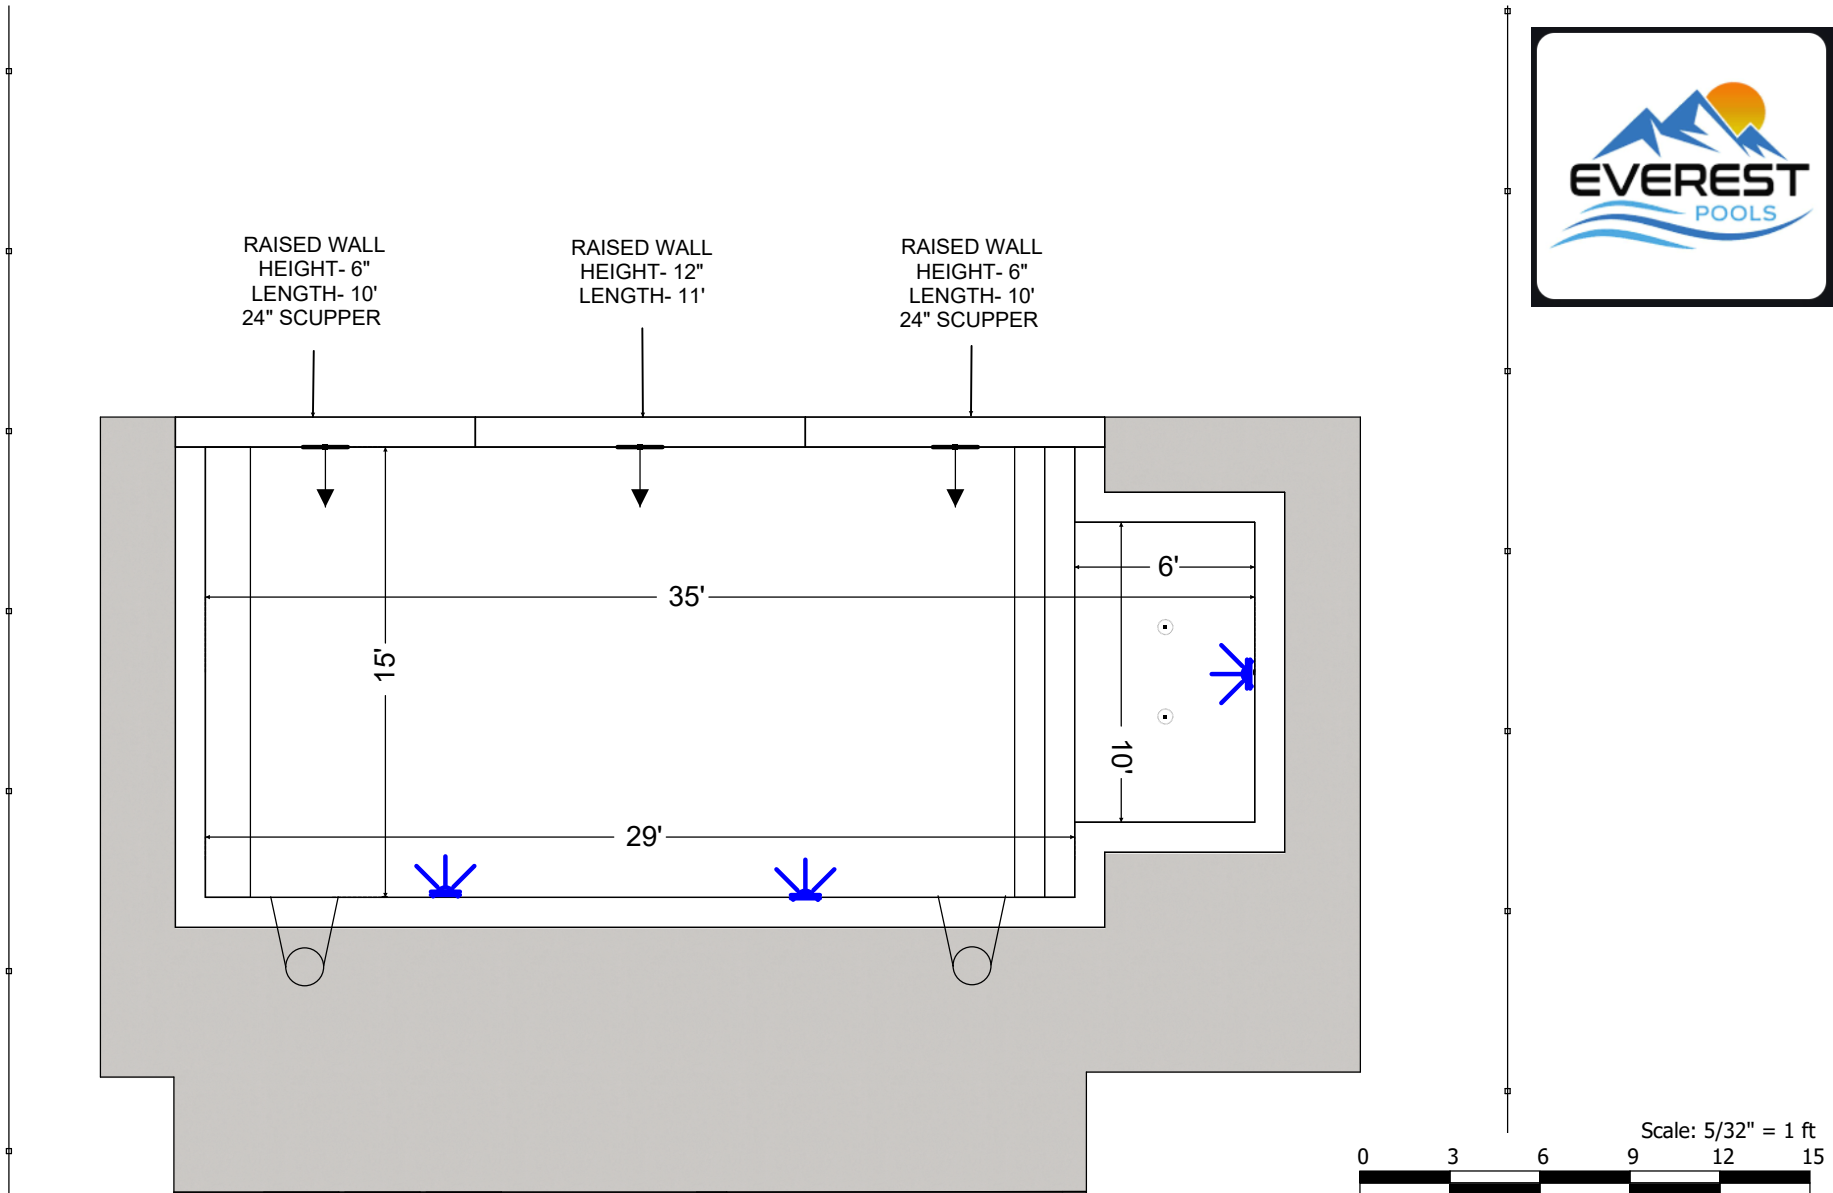 EVEREST
POOLS
RAISED WALL
HEIGHT- 6"
LENGTH- 10'
24" SCUPPER
RAISED WALL
HEIGHT- 12"
LENGTH- 11'
RAISED WALL
HEIGHT- 6"
LENGTH- 10'
24" SCUPPER
6'
35'
15'
10'
29'
Scale: 5/32" = 1 ft
0 3 6 9 12 15